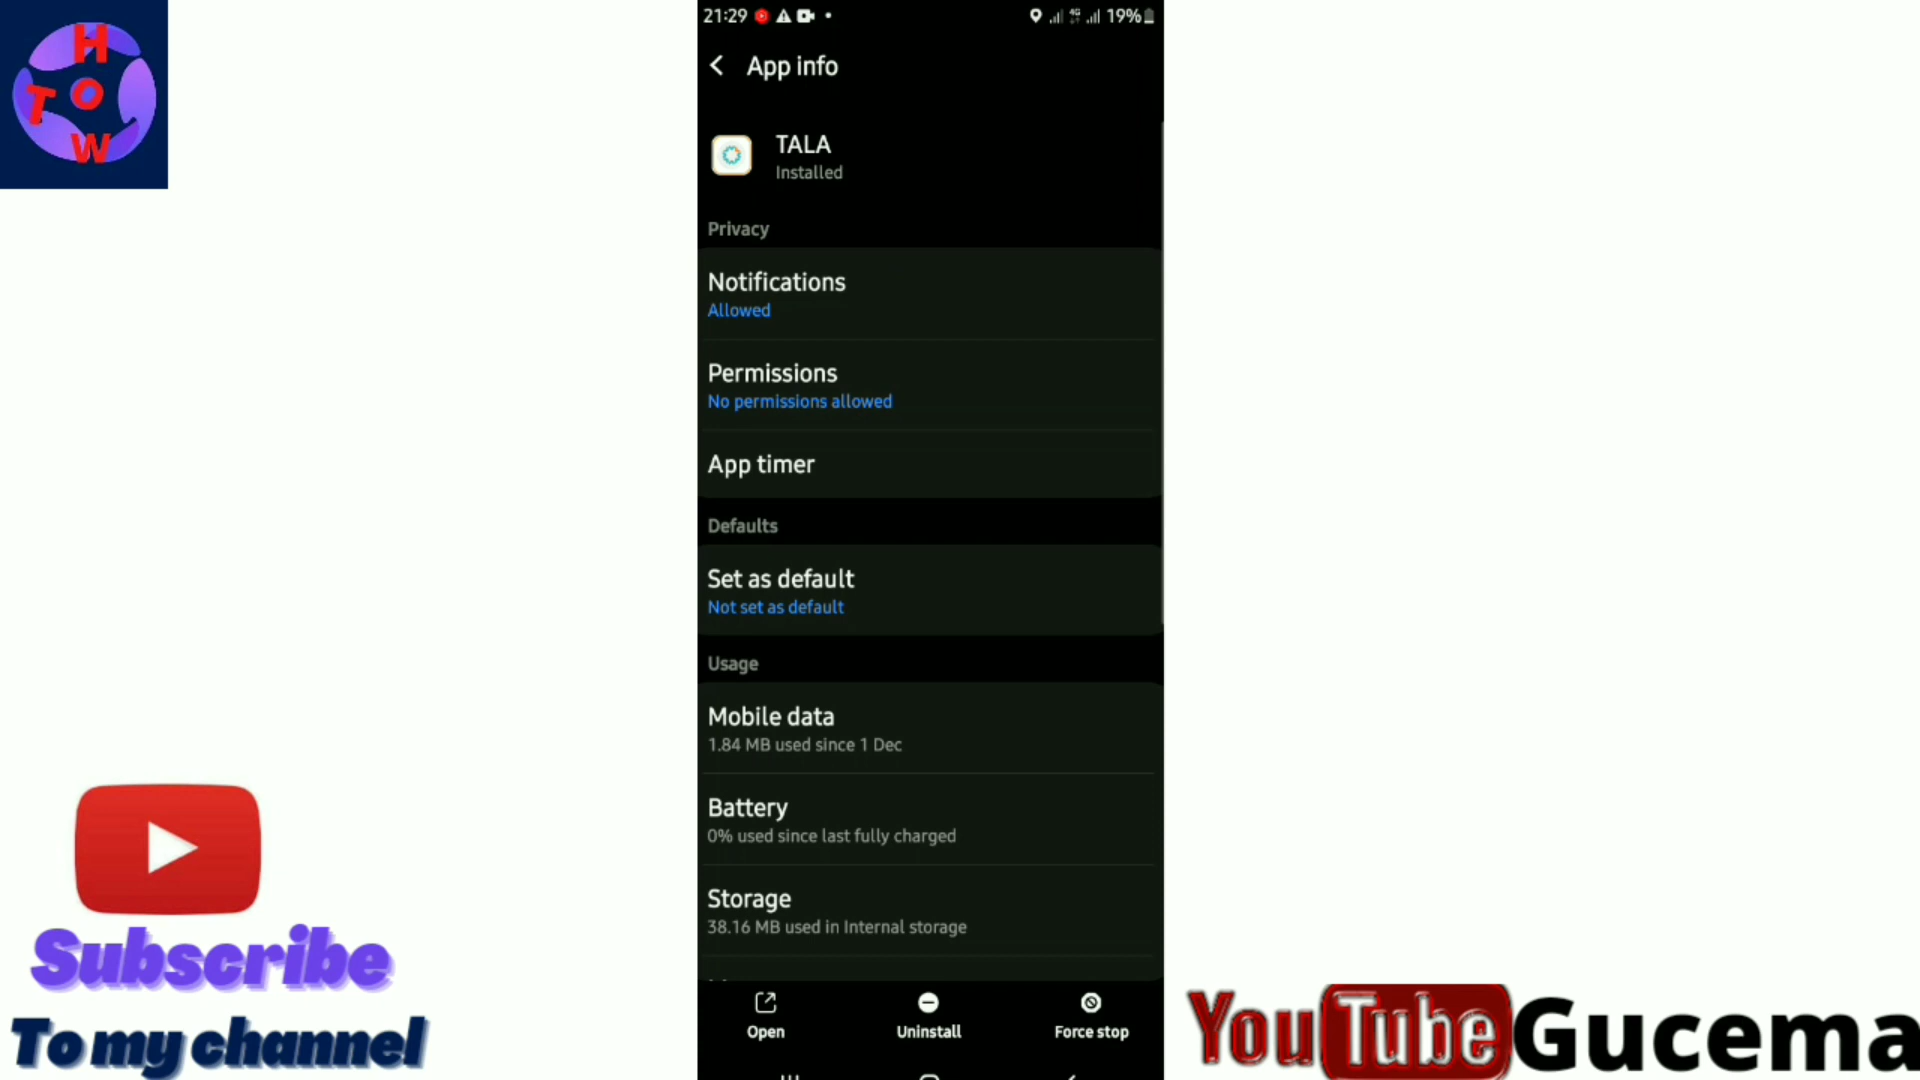 H
TO
W
21:29
4G
19%
App info
TALA
Installed
Privacy
Notifications
Allowed
Permissions
No permissions allowed
App timer
Defaults
Set as default
Not set as default
Usage
Mobile data
1.84 MB used since 1 Dec
Battery
0% used since last fully charged
Storage
38.16 MB used in Internal storage
Open
Uninstall
Force stop
Subscribe
To my channel
YouTube Gucema